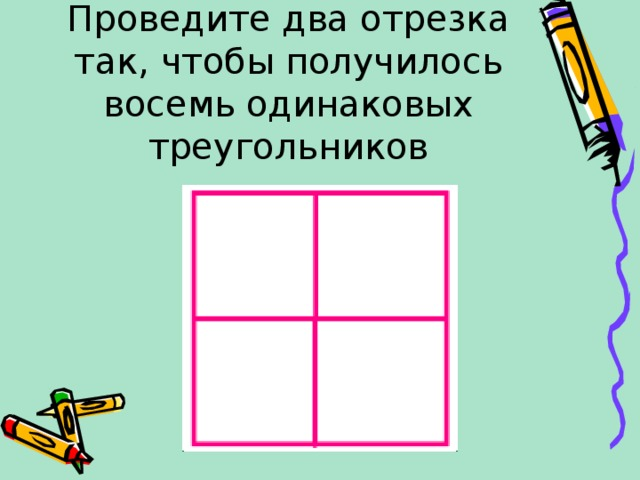 Проведите два отрезка
так, чтобы получилось
восемь одинаковых
треугольников